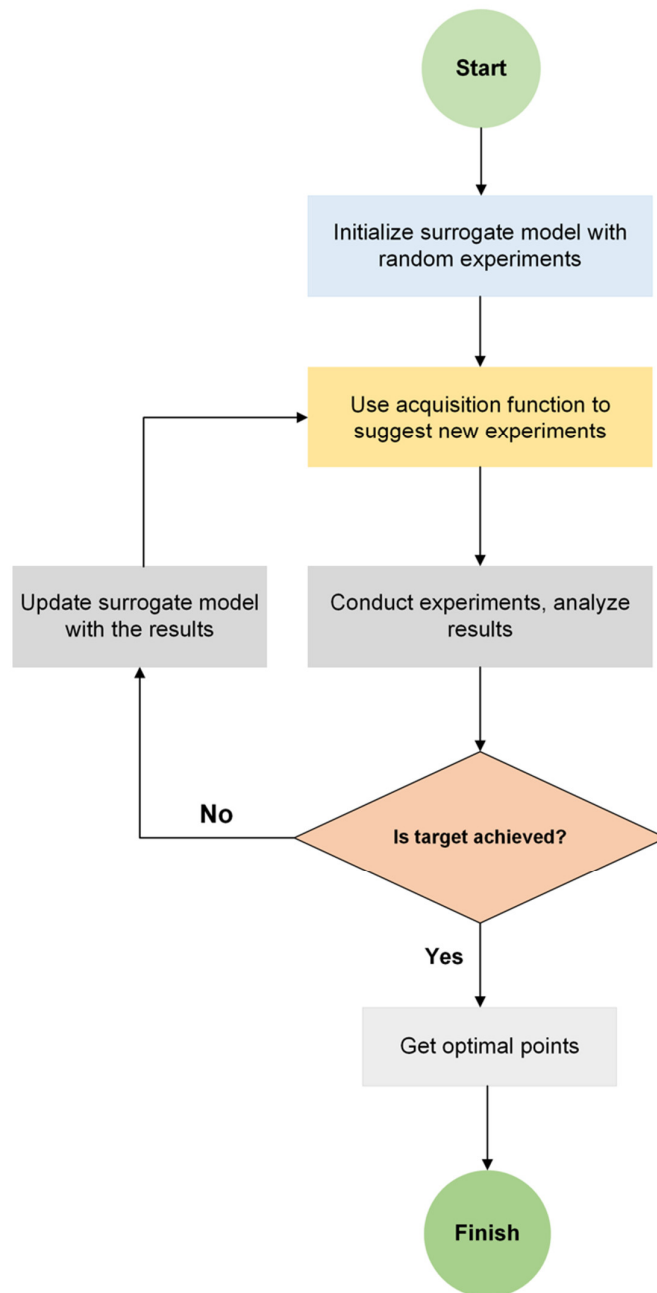 Start
Initialize surrogate model with
random experiments
Use acquisition function to
suggest new experiments
Update surrogate model
with the results
Conduct experiments, analyze
results
No
Is target achieved?
Yes
Get optimal points
Finish